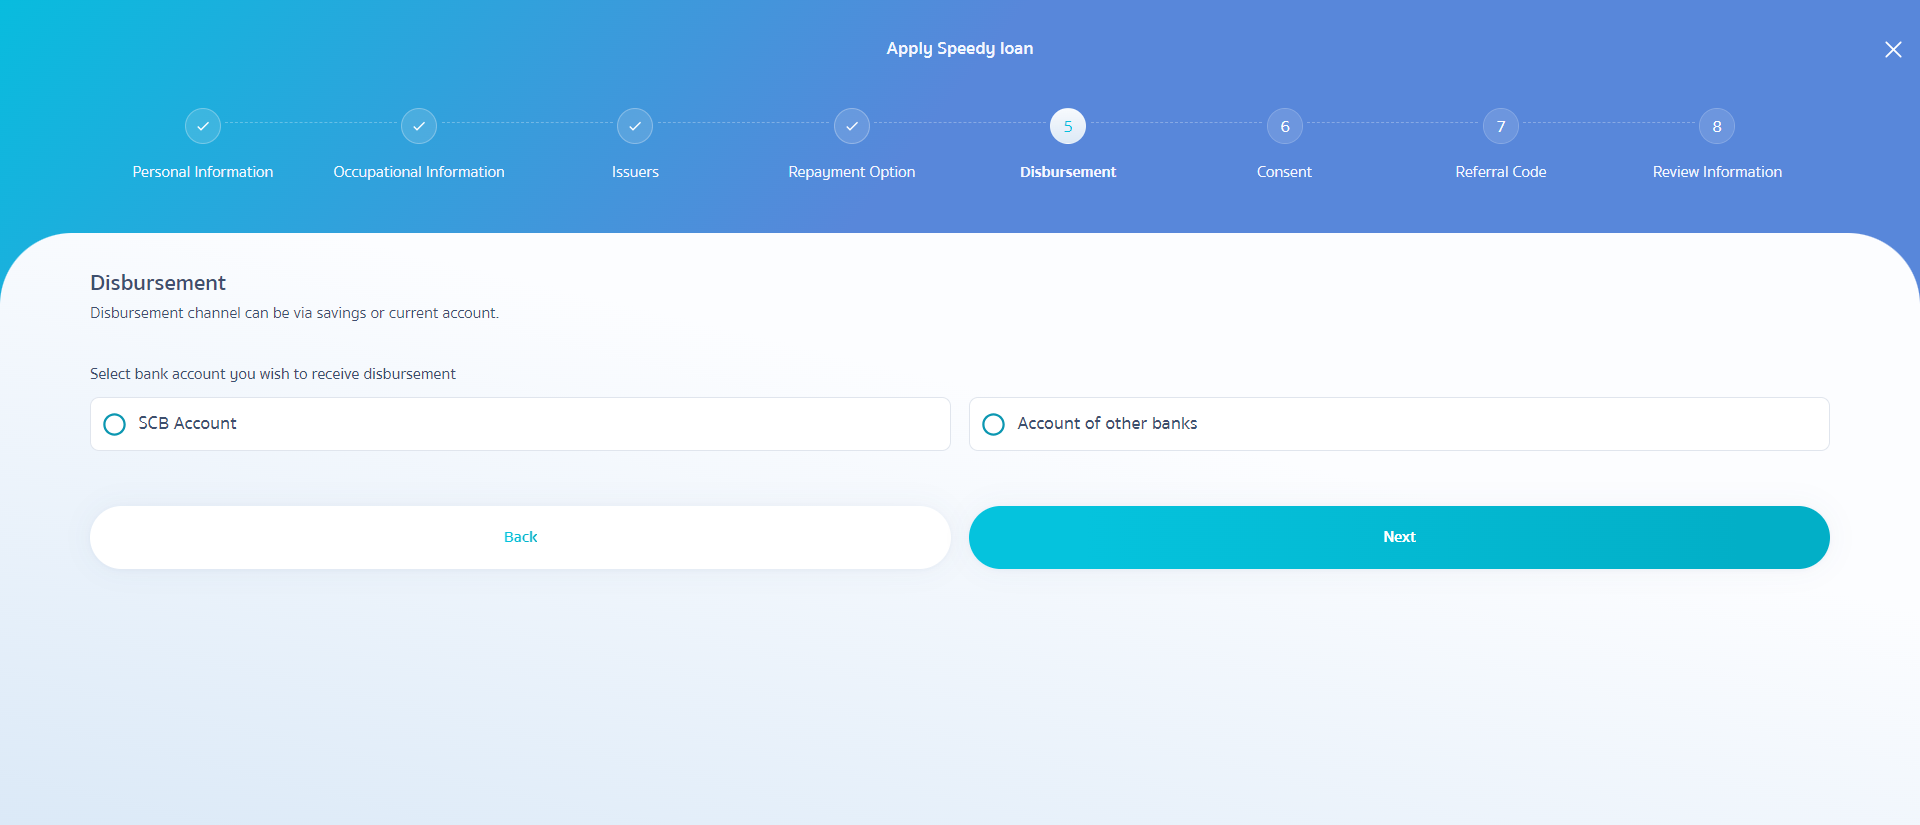 Apply Speedy loan
5
6
7
8
Personal Information
Occupational Information
Issuers
Repayment Option
Disbursement
Consent
Referral Code
Review Information
Disbursement
Disbursement channel can be via savings or current account.
Select bank account you wish to receive disbursement
SCB Account
Account of other banks
Back
Next